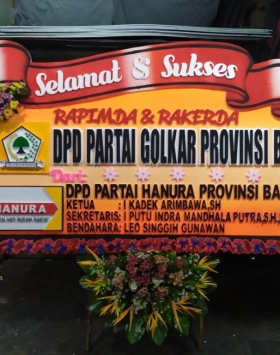 Selamat & Sukses
RAPIMDA & RAKERDA
DPD PARTAI GOLKAR PROVINSI B
Dari:
DPD PARTAI HANURA PROVINSI BA
HANURA
KETUA : I KADEK ARIMBAWA,SH
SEKRETARIS : I PUTU INDRA MANDHALA PUTRA,S.H.,
BENDAHARA: LEO SINGGIH GUNAWAN